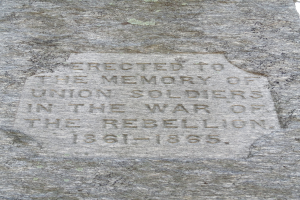 ERECTED TO
THE MEMORY OF
UNION SOLDIERS
IN THE WAR OF
THE REBELLION.
1861-1865.